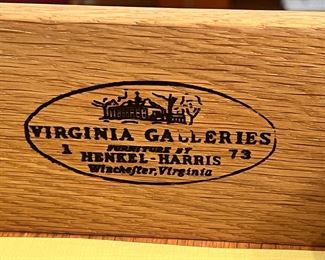 VIRGINIA GALLERIES
1 FURNITURE BY 73
HENKEL-HARRIS
Winchester, Virginia